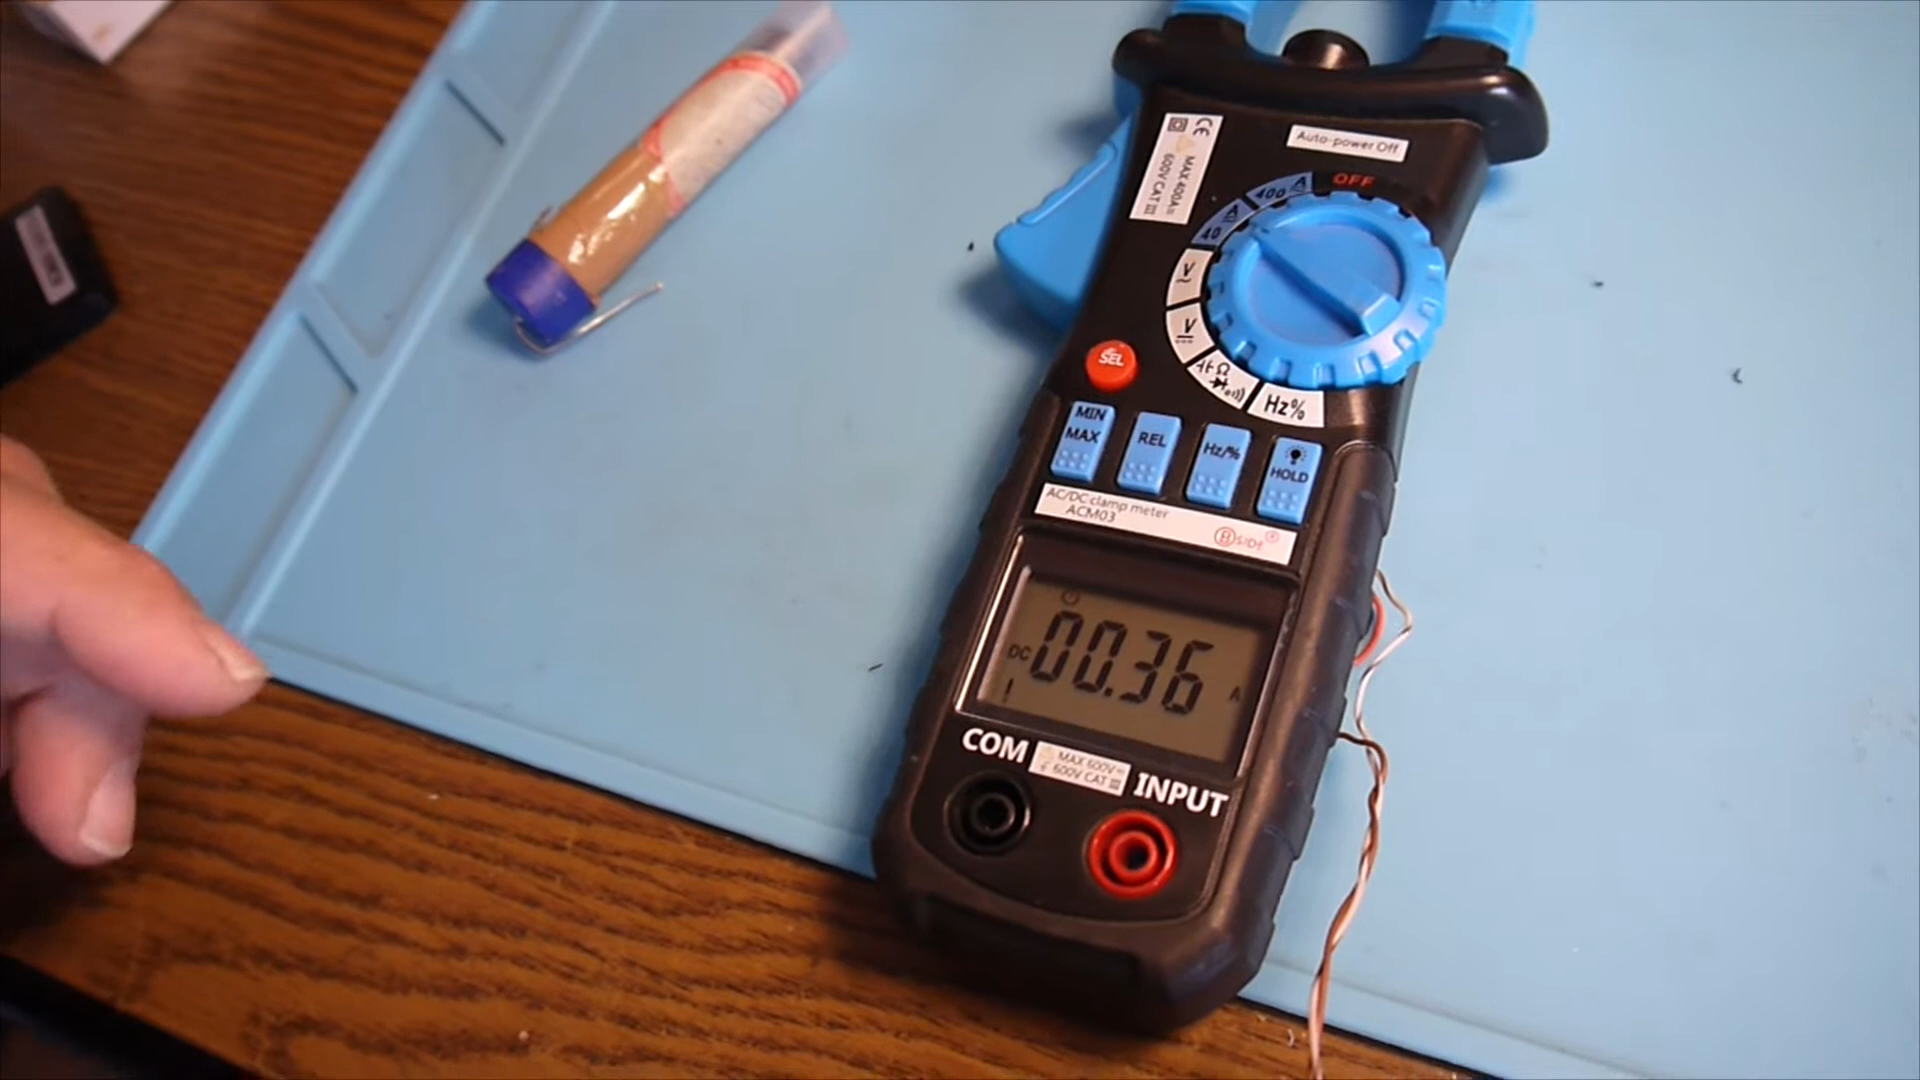 CE
MAX 400A
600V CAT III
Auto-power Off
OFF
400 A
40 A
V
V
Ω
Hz%
SEL
MIN
MAX
REL
Hz/%
HOLD
AC/DC clamp meter
ACM03
BSIDE
DC 00.36 A
COM
MAX 600V
600V CAT III
INPUT